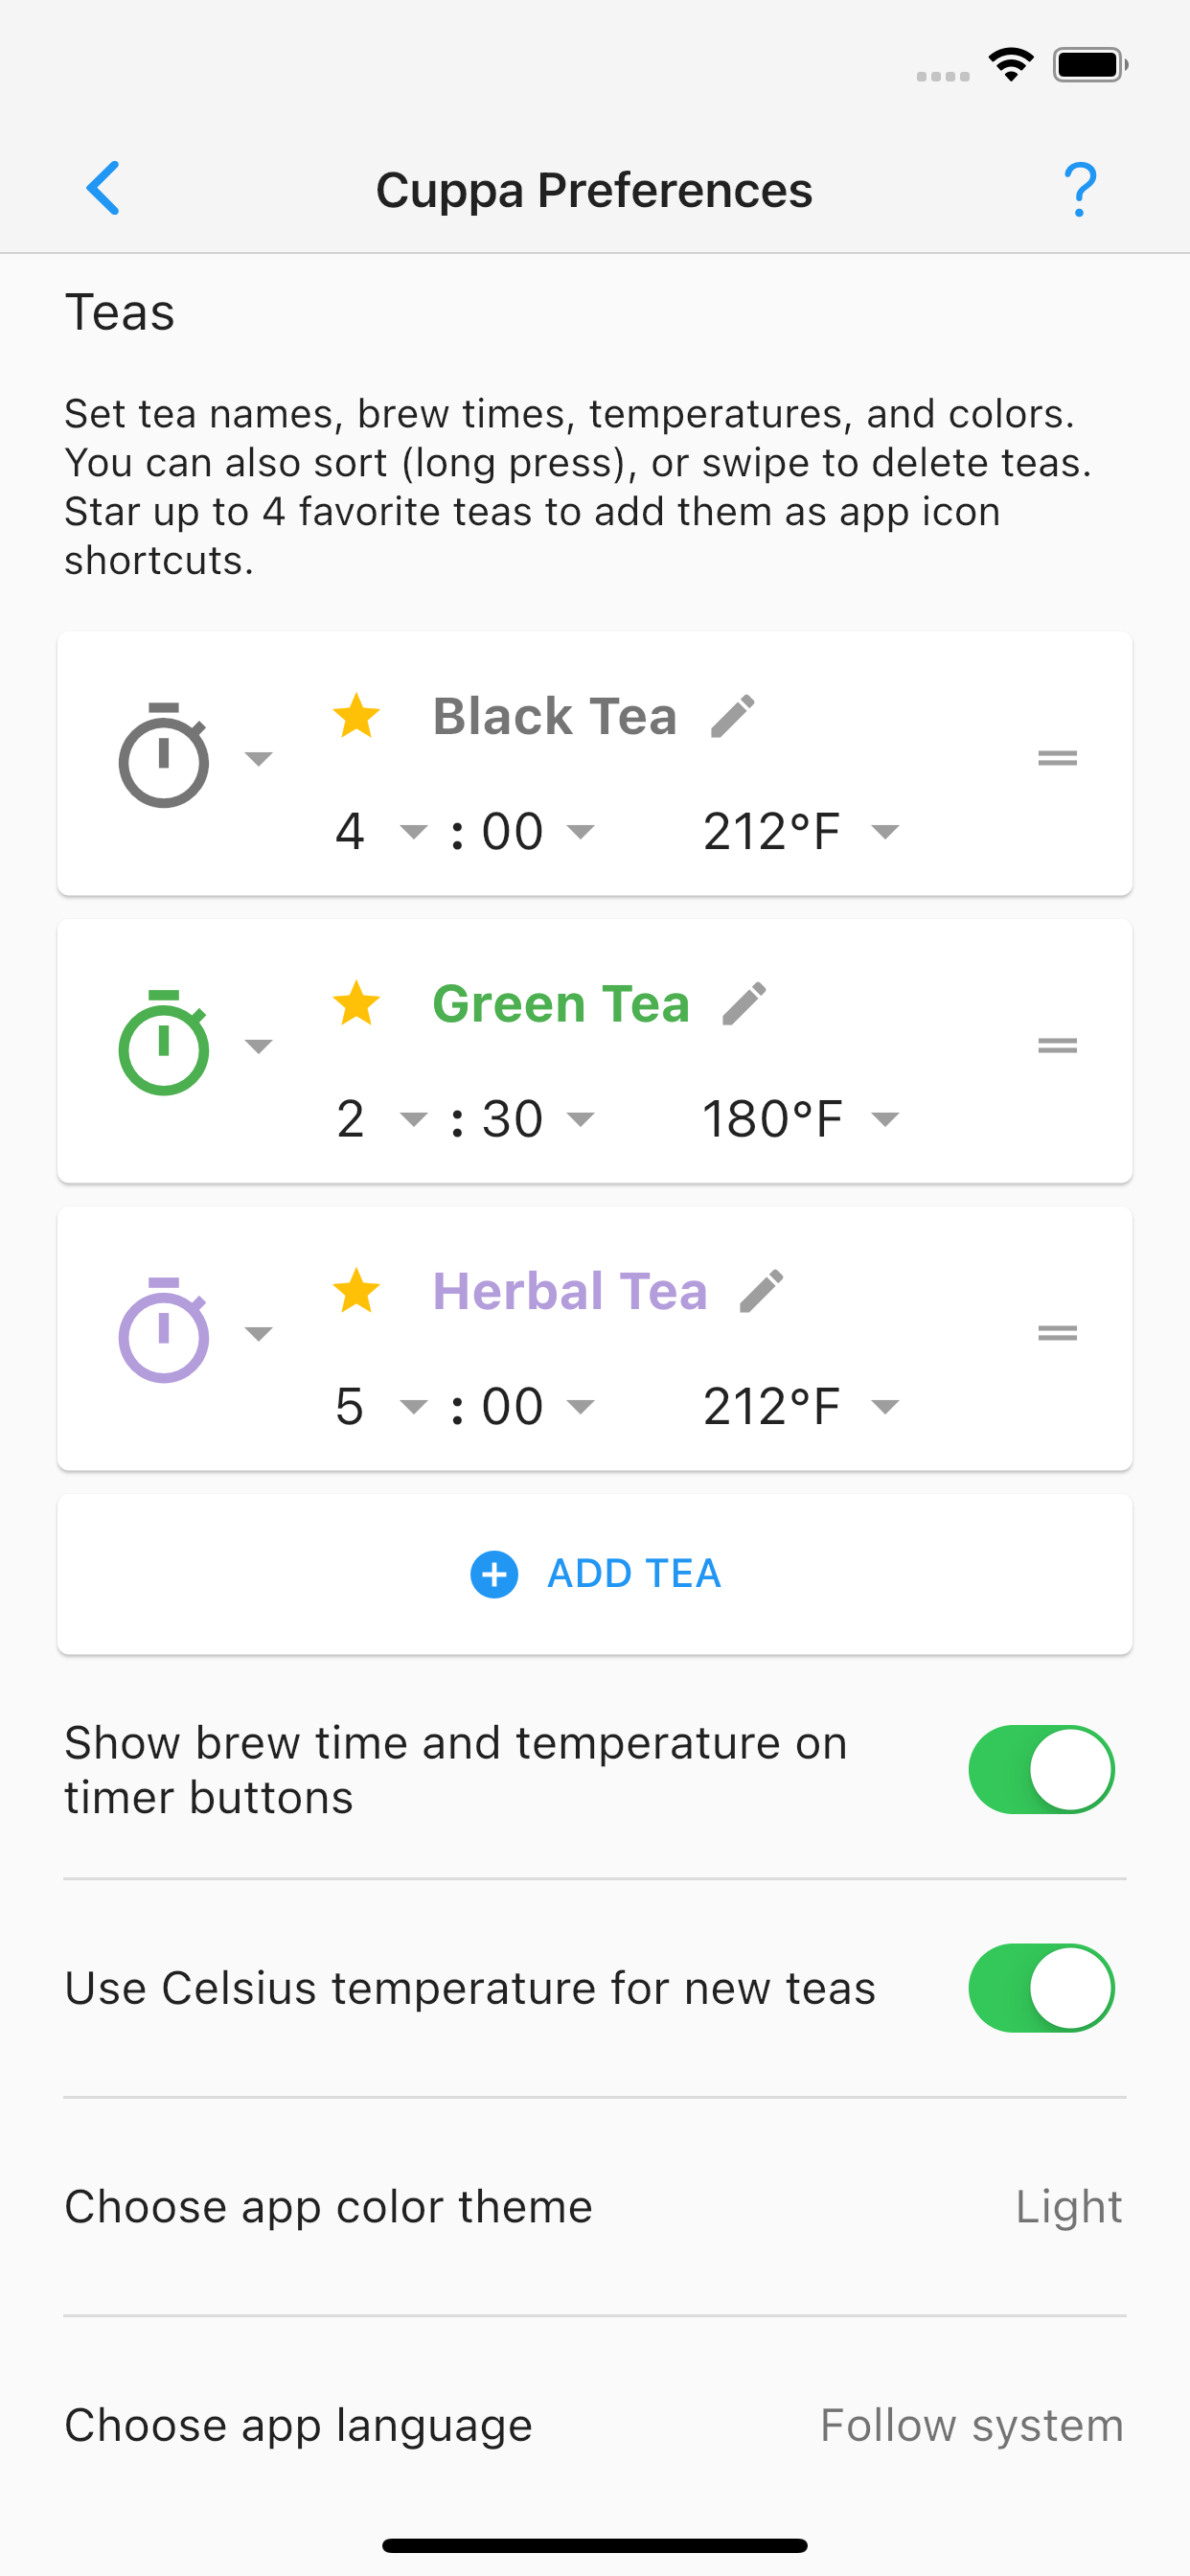 Cuppa Preferences ?
Teas
Set tea names, brew times, temperatures, and colors.
You can also sort (long press), or swipe to delete teas.
Star up to 4 favorite teas to add them as app icon
shortcuts.
Black Tea
4 : 00 212°F
Green Tea
2 : 30 180°F
Herbal Tea
5 : 00 212°F
ADD TEA
Show brew time and temperature on
timer buttons
Use Celsius temperature for new teas
Choose app color theme Light
Choose app language Follow system